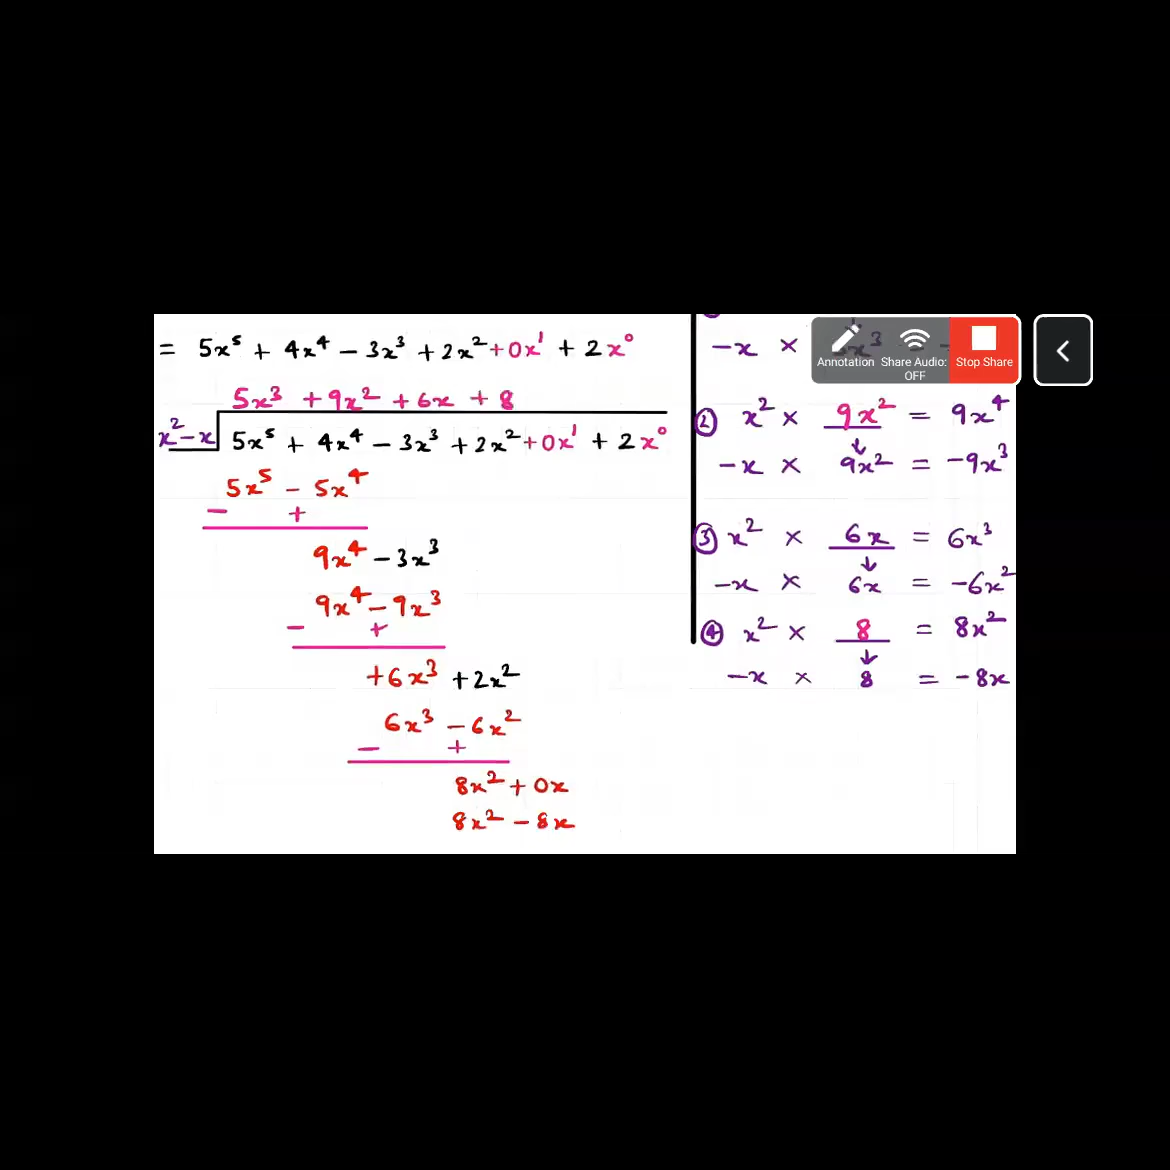 = 5x⁵ + 4x⁴ – 3x³ + 2x² + 0x¹ + 2x⁰
5x³ + 9x² + 6x + 8
x² – x 5x⁵ + 4x⁴ – 3x³ + 2x² + 0x¹ + 2x⁰
5x⁵ – 5x⁴
– +
9x⁴ – 3x³
9x⁴ – 9x³
– +
+6x³ + 2x²
6x³ – 6x²
– +
8x² + 0x
8x² – 8x
–x ×
Annotation
Share Audio:
OFF
Stop Share
② x² × 9x² = 9x⁴
↓
–x × 9x² = –9x³
③ x² × 6x = 6x³
↓
–x × 6x = –6x²
④ x² × 8 = 8x²
↓
–x × 8 = –8x